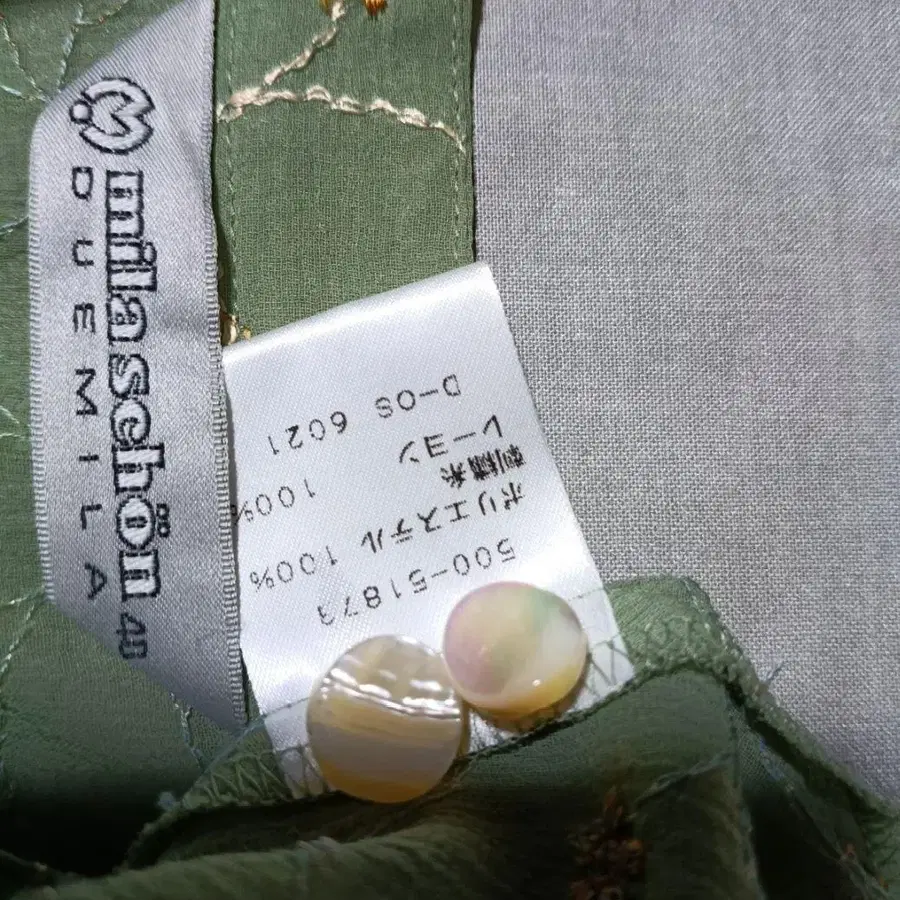 milaschön
DUEMILA
500-51873
ポリエステル 100%
刺繍糸
レーヨン 100%
D-OS 6021